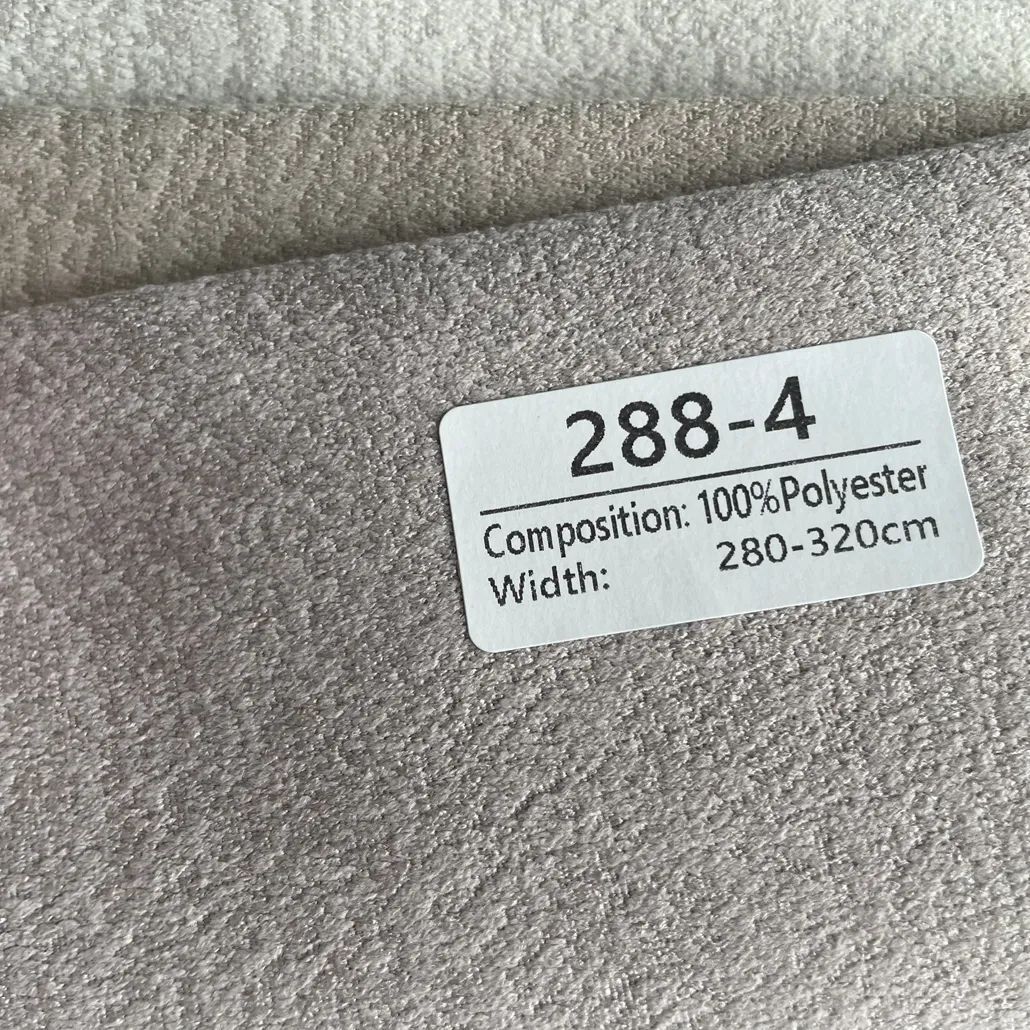 288-4
Composition: 100%Polyester
Width: 280-320cm